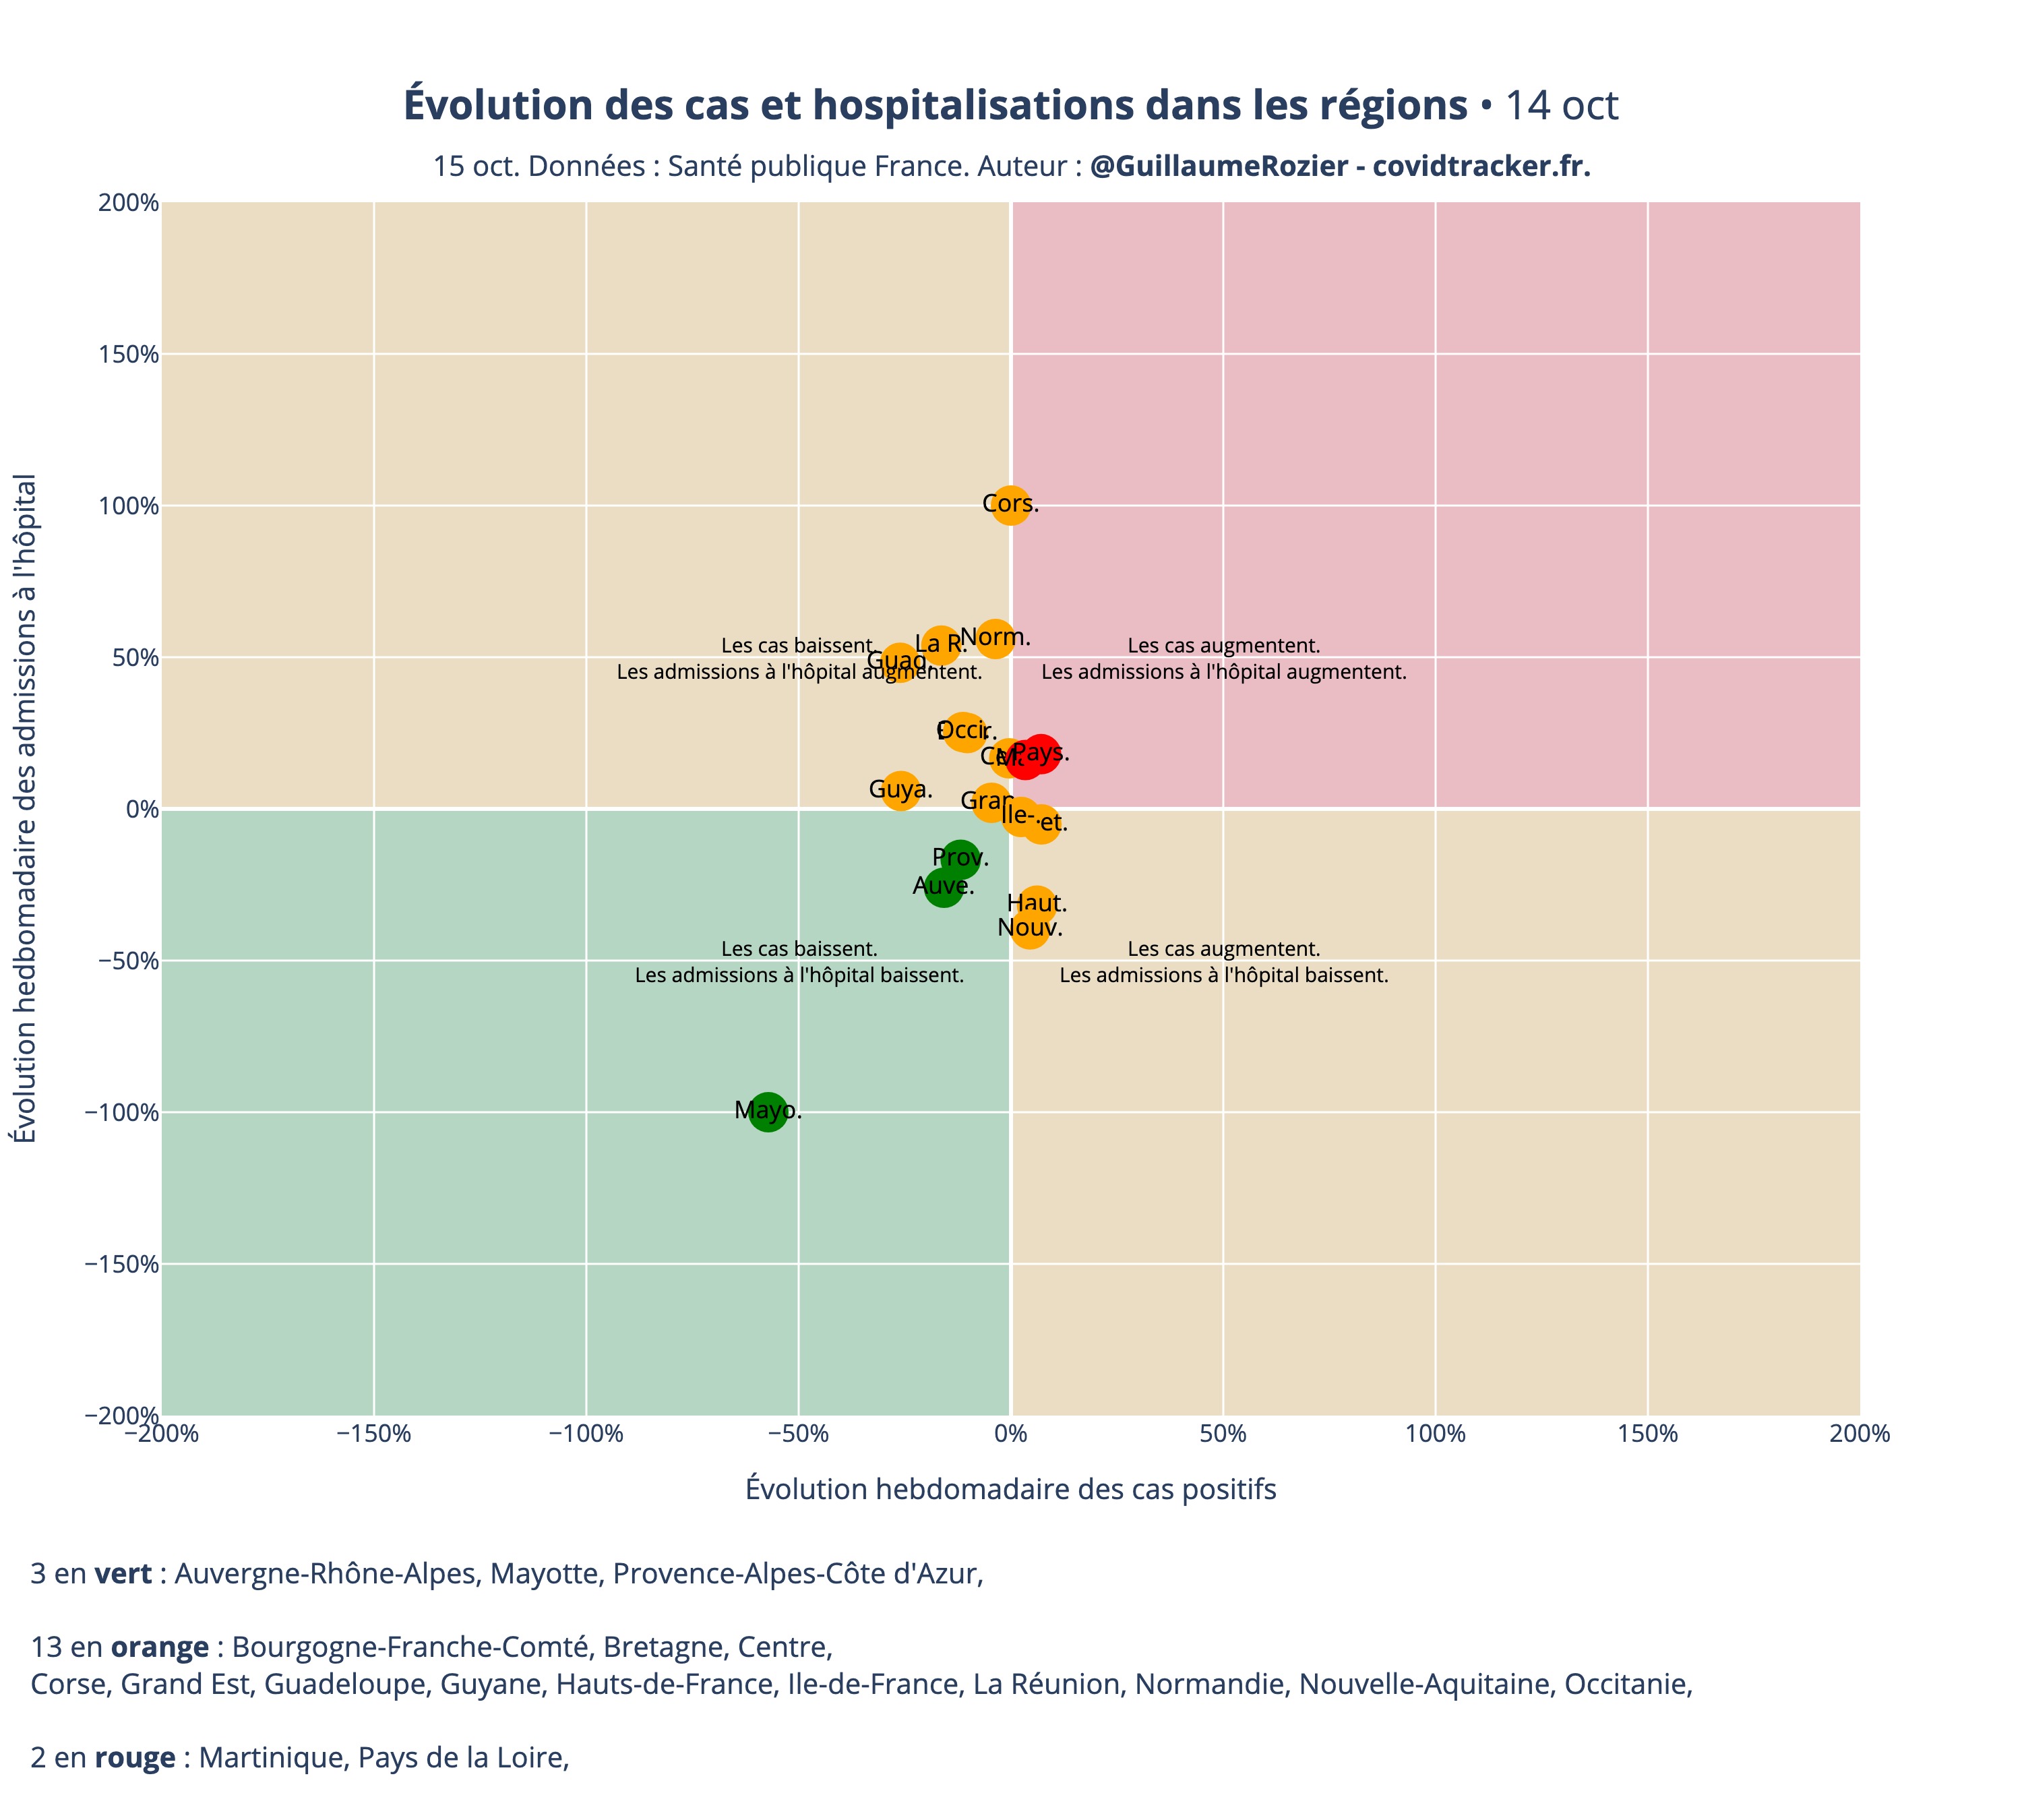 Évolution des cas et hospitalisations dans les régions • 14 oct
15 oct. Données : Santé publique France. Auteur : @GuillaumeRozier - covidtracker.fr.
Évolution hedbomadaire des admissions à l'hôpital
200%
150%
100%
50%
0%
−50%
−100%
−150%
−200%
Cors.
Norm.
La R.
Guad.
Les cas baissent.
Les admissions à l'hôpital augmentent.
Les cas augmentent.
Les admissions à l'hôpital augmentent.
Occi.
Pays.
Guya.
Ile-.
Prov.
Auve.
Haut.
Nouv.
Les cas baissent.
Les admissions à l'hôpital baissent.
Les cas augmentent.
Les admissions à l'hôpital baissent.
Mayo.
−200%
−150%
−100%
−50%
0%
50%
100%
150%
200%
Évolution hebdomadaire des cas positifs
3 en vert : Auvergne-Rhône-Alpes, Mayotte, Provence-Alpes-Côte d'Azur,
13 en orange : Bourgogne-Franche-Comté, Bretagne, Centre,
Corse, Grand Est, Guadeloupe, Guyane, Hauts-de-France, Ile-de-France, La Réunion, Normandie, Nouvelle-Aquitaine, Occitanie,
2 en rouge : Martinique, Pays de la Loire,